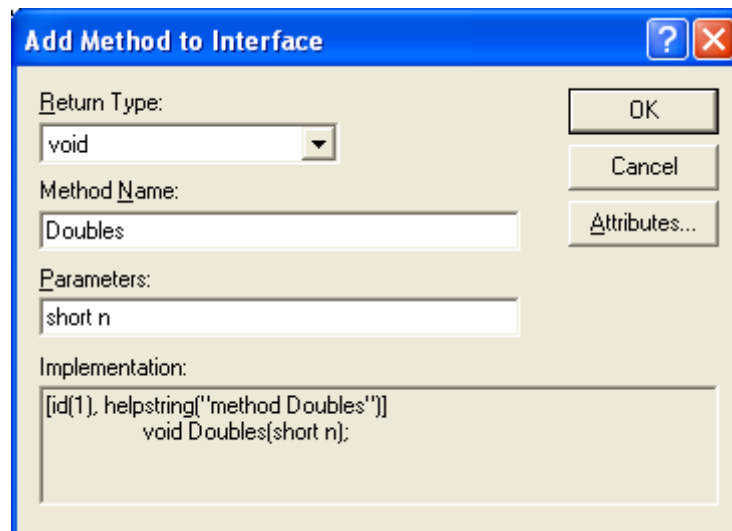 Add Method to Interface
Return Type:
void
OK
Cancel
Method Name:
Doubles
Attributes...
Parameters:
short n
Implementation:
[id(1), helpstring("method Doubles")]
void Doubles(short n);